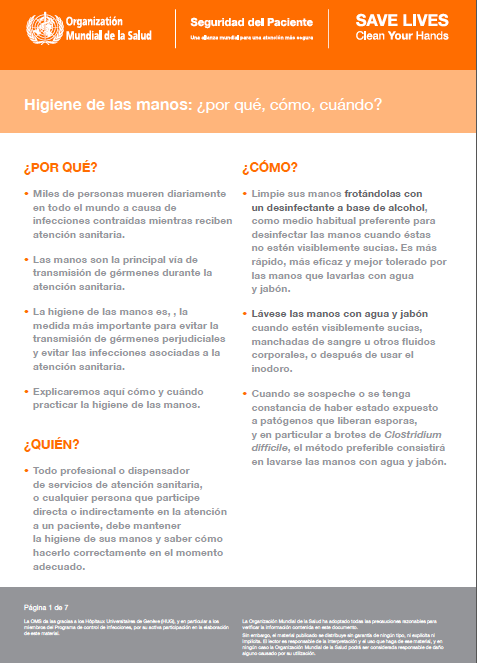 Organización
Mundial de la Salud
Seguridad del Paciente
Una alianza mundial para una atención más segura
SAVE LIVES
Clean Your Hands
Higiene de las manos: ¿por qué, cómo, cuándo?
¿POR QUÉ?
• Miles de personas mueren diariamente
en todo el mundo a causa de
infecciones contraídas mientras reciben
atención sanitaria.
• Las manos son la principal vía de
transmisión de gérmenes durante la
atención sanitaria.
• La higiene de las manos es, , la
medida más importante para evitar la
transmisión de gérmenes perjudiciales
y evitar las infecciones asociadas a la
atención sanitaria.
• Explicaremos aquí cómo y cuándo
practicar la higiene de las manos.
¿QUIÉN?
• Todo profesional o dispensador
de servicios de atención sanitaria,
o cualquier persona que participe
directa o indirectamente en la atención
a un paciente, debe mantener
la higiene de sus manos y saber cómo
hacerlo correctamente en el momento
adecuado.
¿CÓMO?
• Limpie sus manos frotándolas con
un desinfectante a base de alcohol,
como medio habitual preferente para
desinfectar las manos cuando éstas
no estén visiblemente sucias. Es más
rápido, más eficaz y mejor tolerado por
las manos que lavarlas con agua
y jabón.
• Lávese las manos con agua y jabón
cuando estén visiblemente sucias,
manchadas de sangre u otros fluidos
corporales, o después de usar el
inodoro.
• Cuando se sospeche o se tenga
constancia de haber estado expuesto
a patógenos que liberan esporas,
y en particular a brotes de Clostridium
difficile, el método preferible consistirá
en lavarse las manos con agua y jabón.
Página 1 de 7
La OMS da las gracias a los Hôpitaux Universitaires de Genève (HUG), y en particular a los
miembros del Programa de control de infecciones, por su activa participación en la elaboración
de este material.
La Organización Mundial de la Salud ha adoptado todas las precauciones razonables para
verificar la información contenida en este documento.
Sin embargo, el material publicado se distribuye sin garantía de ningún tipo, ni explícita ni
implícita. El lector es responsable de la interpretación y el uso que haga de ese material, y en
ningún caso la Organización Mundial de la Salud podrá ser considerada responsable de daño
alguno causado por su utilización.